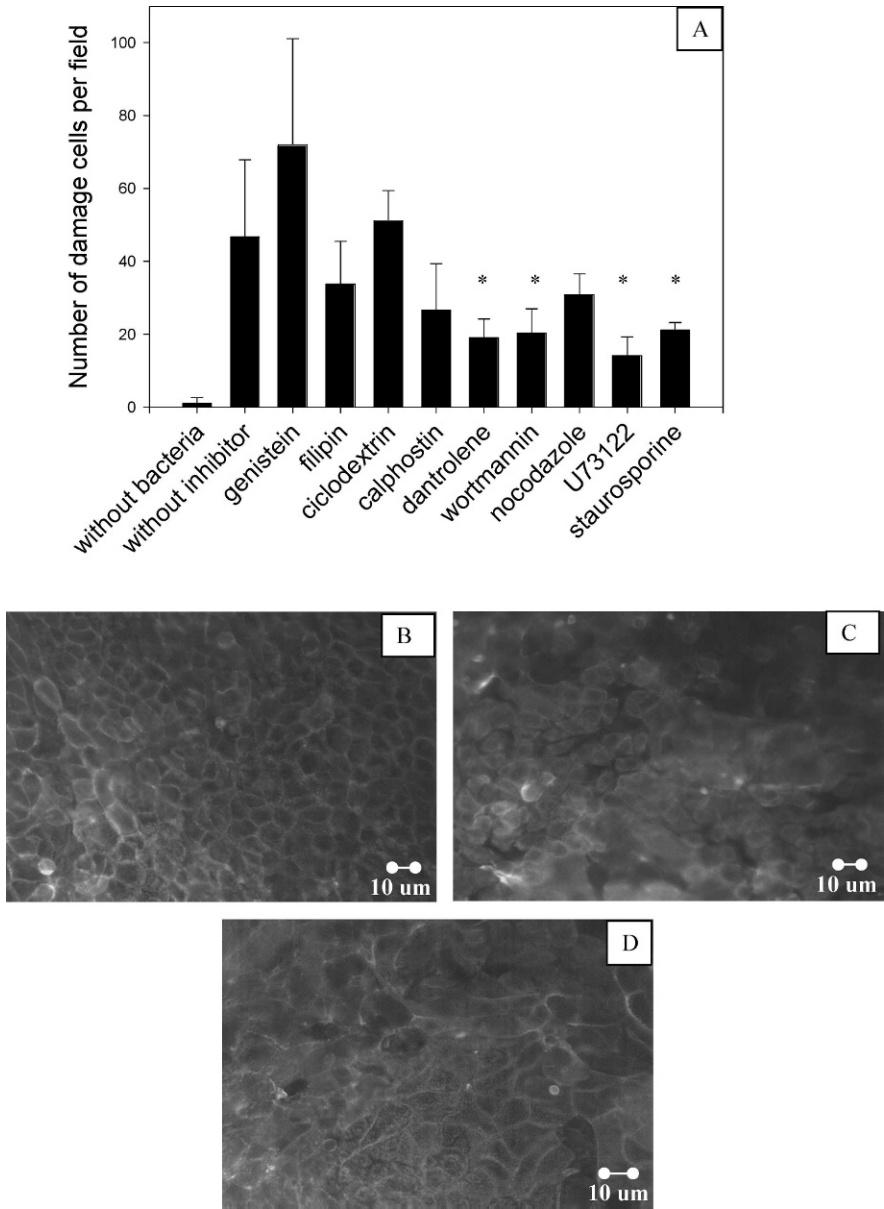 A
Number of damage cells per field
100
80
60
40
20
0
* * * *
without bacteria
without inhibitor
genistein
filipin
ciclodextrin
calphostin
dantrolene
wortmannin
nocodazole
U73122
staurosporine
B
10 um
C
10 um
D
10 um